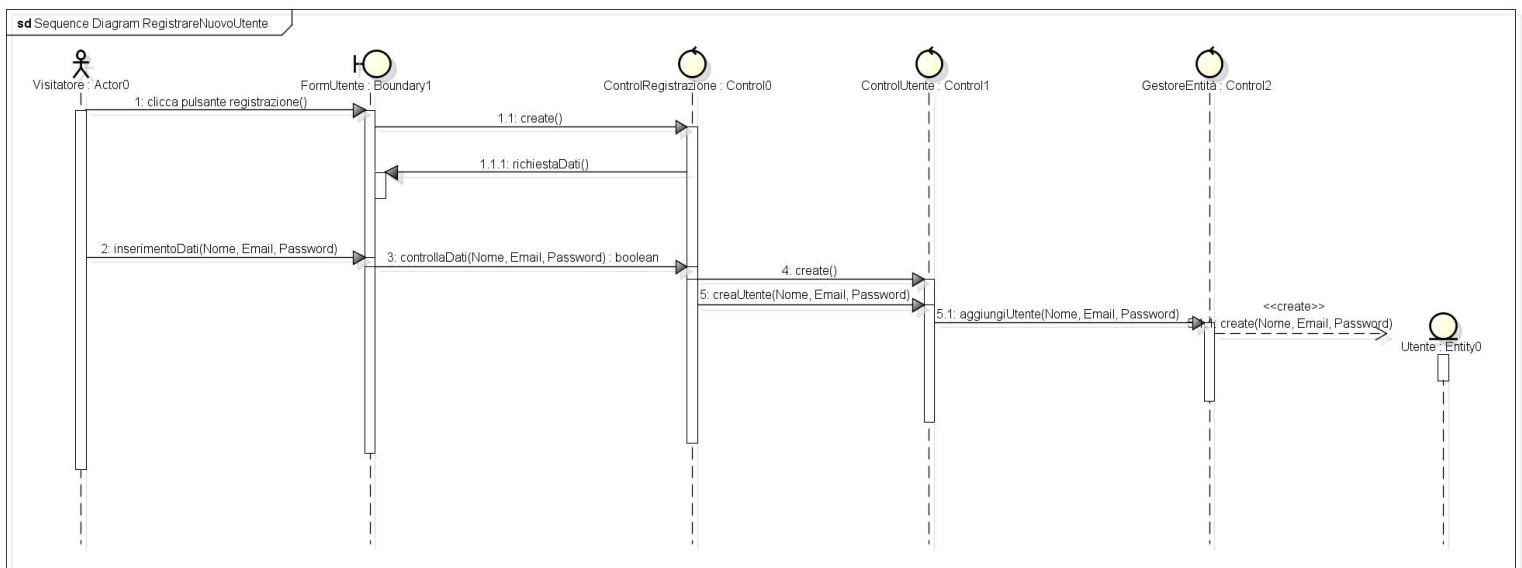 sd Sequence Diagram RegistrareNuovoUtente
Visitatore : Actor0
FormUtente : Boundary1
ControlRegistrazione : Control0
ControlUtente : Control1
GestoreEntità : Control2
1: clicca pulsante registrazione()
1.1: create()
1.1.1: richiestaDati()
2: inserimentoDati(Nome, Email, Password)
3: controllaDati(Nome, Email, Password) : boolean
4: create()
5: creaUtente(Nome, Email, Password)
5.1: aggiungiUtente(Nome, Email, Password)
<<create>>
create(Nome, Email, Password)
Utente : Entity0